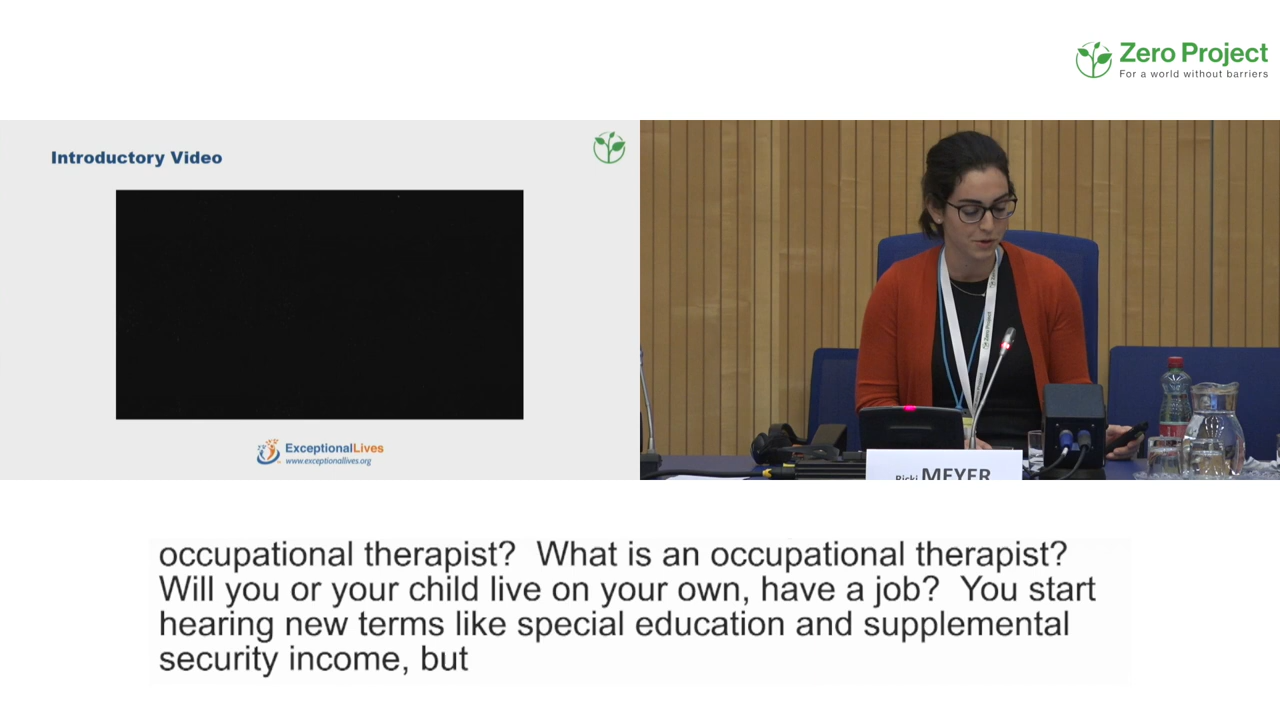 Zero Project
For a world without barriers
Introductory Video
ExceptionalLives
www.exceptionallives.org
Ricki MEYER
occupational therapist? What is an occupational therapist?
Will you or your child live on your own, have a job? You start
hearing new terms like special education and supplemental
security income, but